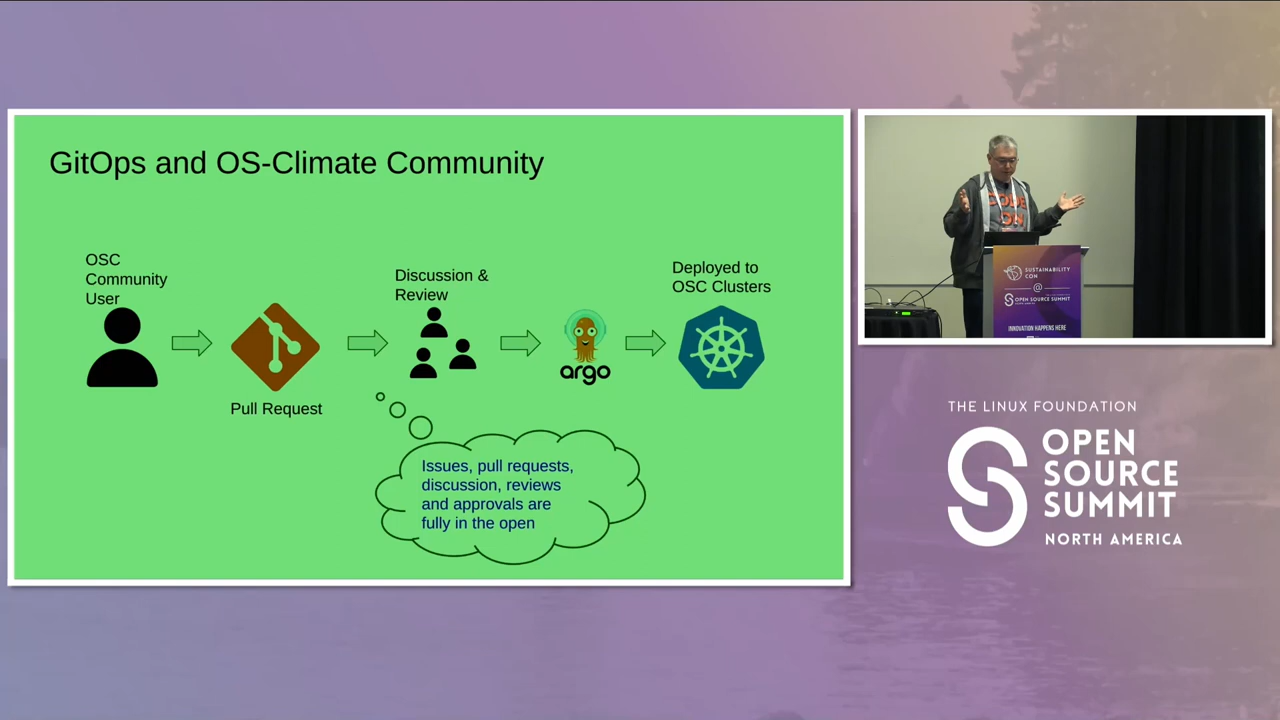 GitOps and OS-Climate Community
OSC
Community
User
Pull Request
Discussion &
Review
argo
Deployed to
OSC Clusters
Issues, pull requests,
discussion, reviews
and approvals are
fully in the open
SUSTAINABILITY
CON
@
OPEN SOURCE SUMMIT
INNOVATION HAPPENS HERE
THE LINUX FOUNDATION
OPEN
SOURCE
SUMMIT
NORTH AMERICA